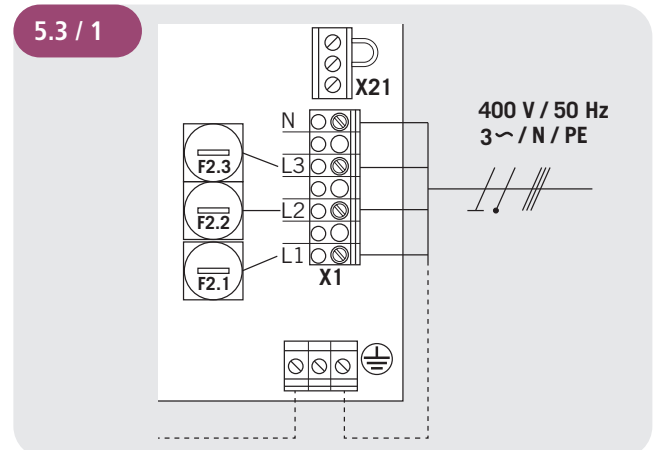 5.3 / 1
X21
400 V / 50 Hz
3~ / N / PE
N
L3
L2
L1
F2.3
F2.2
F2.1
X1